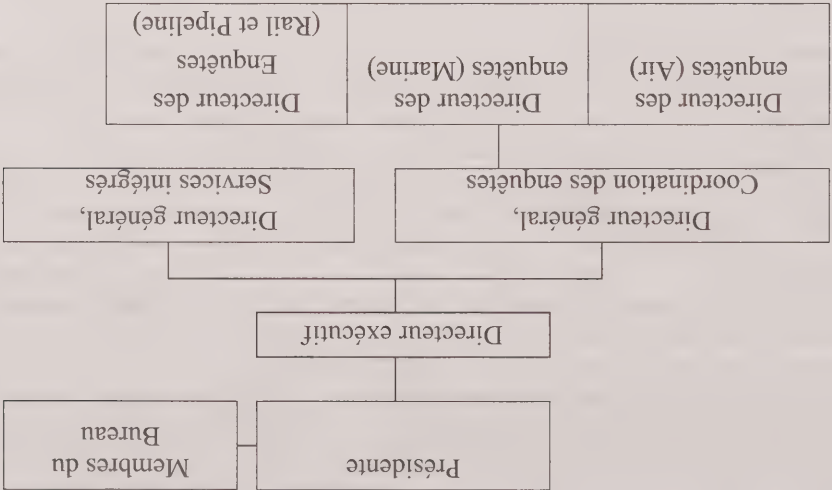 Présidente
Membres du
Bureau
Directeur exécutif
Directeur général,
Coordination des enquêtes
Directeur général,
Services intégrés
Directeur des
enquêtes (Air)
Directeur des
enquêtes (Marine)
Directeur des
Enquêtes
(Rail et Pipeline)